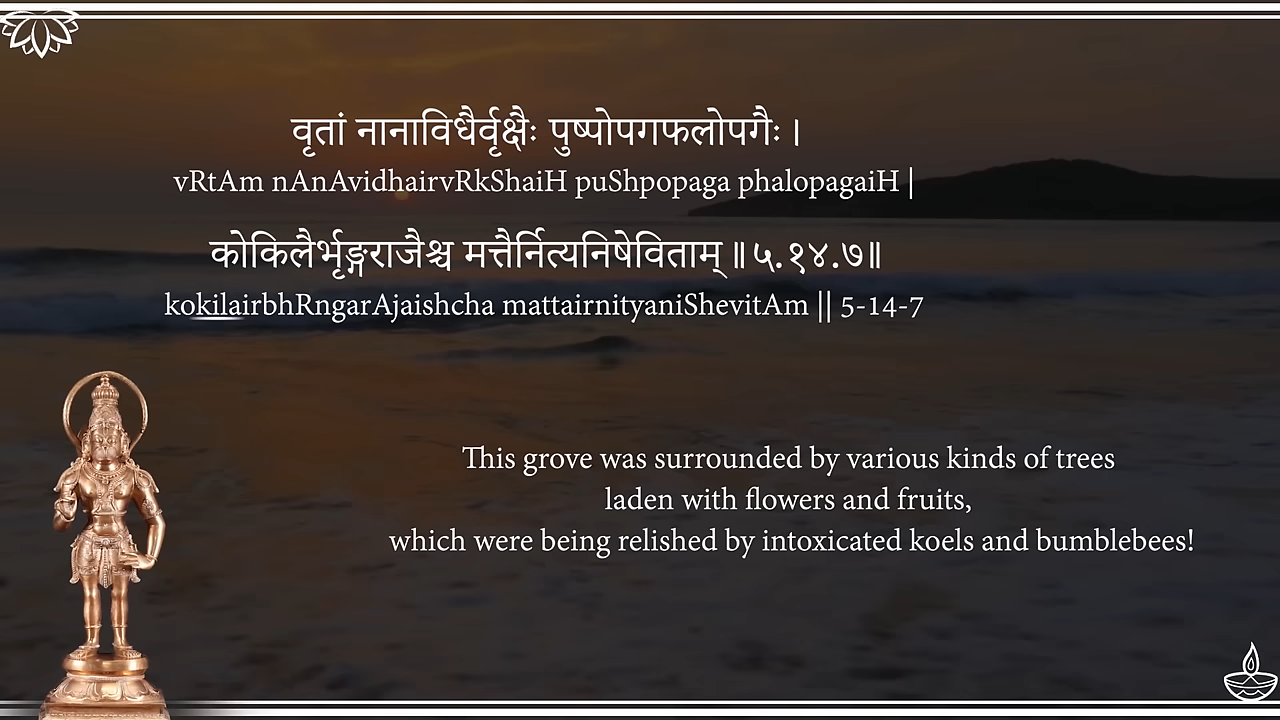 वृतां नानाविधैर्वृक्षैः पुष्पोपगफलोपगैः ।
vRtAm nAnAvidhairvRkShaiH puShpopaga phalopagaiH |
कोकिलैर्भृङ्गराजैश्च मत्तैर्नित्यनिषेविताम् ॥ ५.१४.७॥
kokilairbhRngarAjaishcha mattairnityaniShevitAm || 5-14-7
This grove was surrounded by various kinds of trees
laden with flowers and fruits,
which were being relished by intoxicated koels and bumblebees!